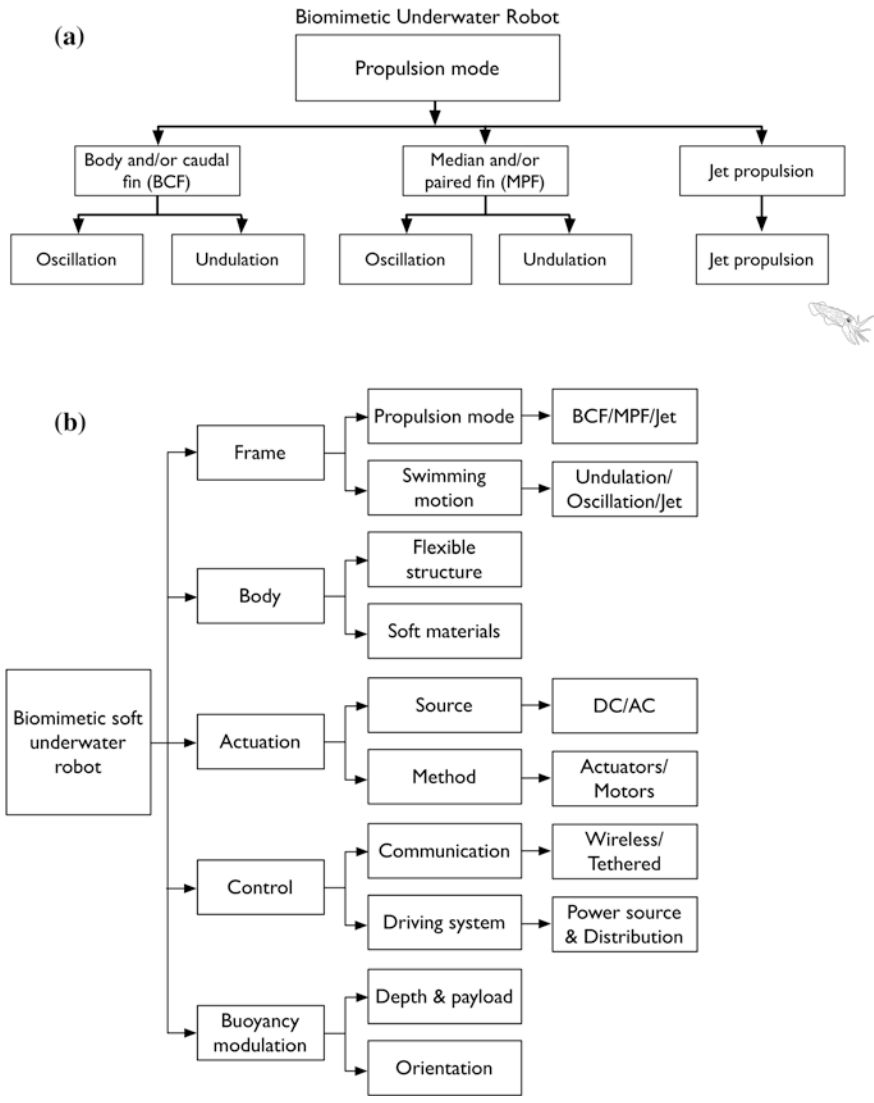 Biomimetic Underwater Robot
(a)
Propulsion mode
Body and/or caudal
fin (BCF)
Median and/or
paired fin (MPF)
Jet propulsion
Oscillation
Undulation
Oscillation
Undulation
Jet propulsion
(b)
Propulsion mode
BCF/MPF/Jet
Frame
Swimming
motion
Undulation/
Oscillation/Jet
Flexible
structure
Body
Soft materials
Biomimetic soft
underwater
robot
Source
DC/AC
Actuation
Method
Actuators/
Motors
Communication
Wireless/
Tethered
Control
Driving system
Power source
& Distribution
Depth & payload
Buoyancy
modulation
Orientation